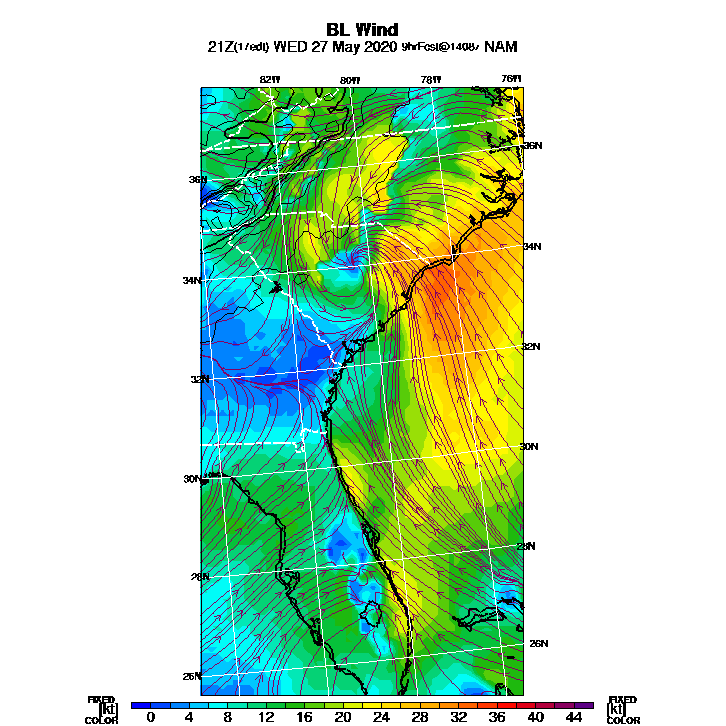 BL Wind
21Z(17edt) WED 27 May 2020 9hrFcst@1408z NAM
82W 80W 78W 76W
36N
36N
34N
34N
32N
32N
30N
30N
28N
28N
26N
26N
FIXED FIXED
[kt] 0 4 8 12 16 20 24 28 32 36 40 44 [kt]
COLOR COLOR